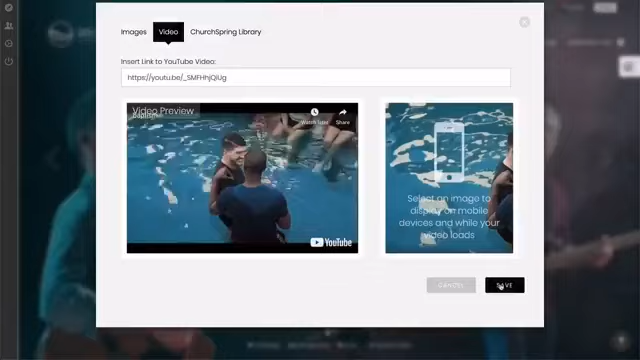 Images Video ChurchSpring Library
Insert Link to YouTube Video:
https://youtu.be/_SMFHhjQiUg
Video Preview
Watch later Share
YouTube
Select an image to
display on mobile
devices and while your
video loads
CANCEL SAVE